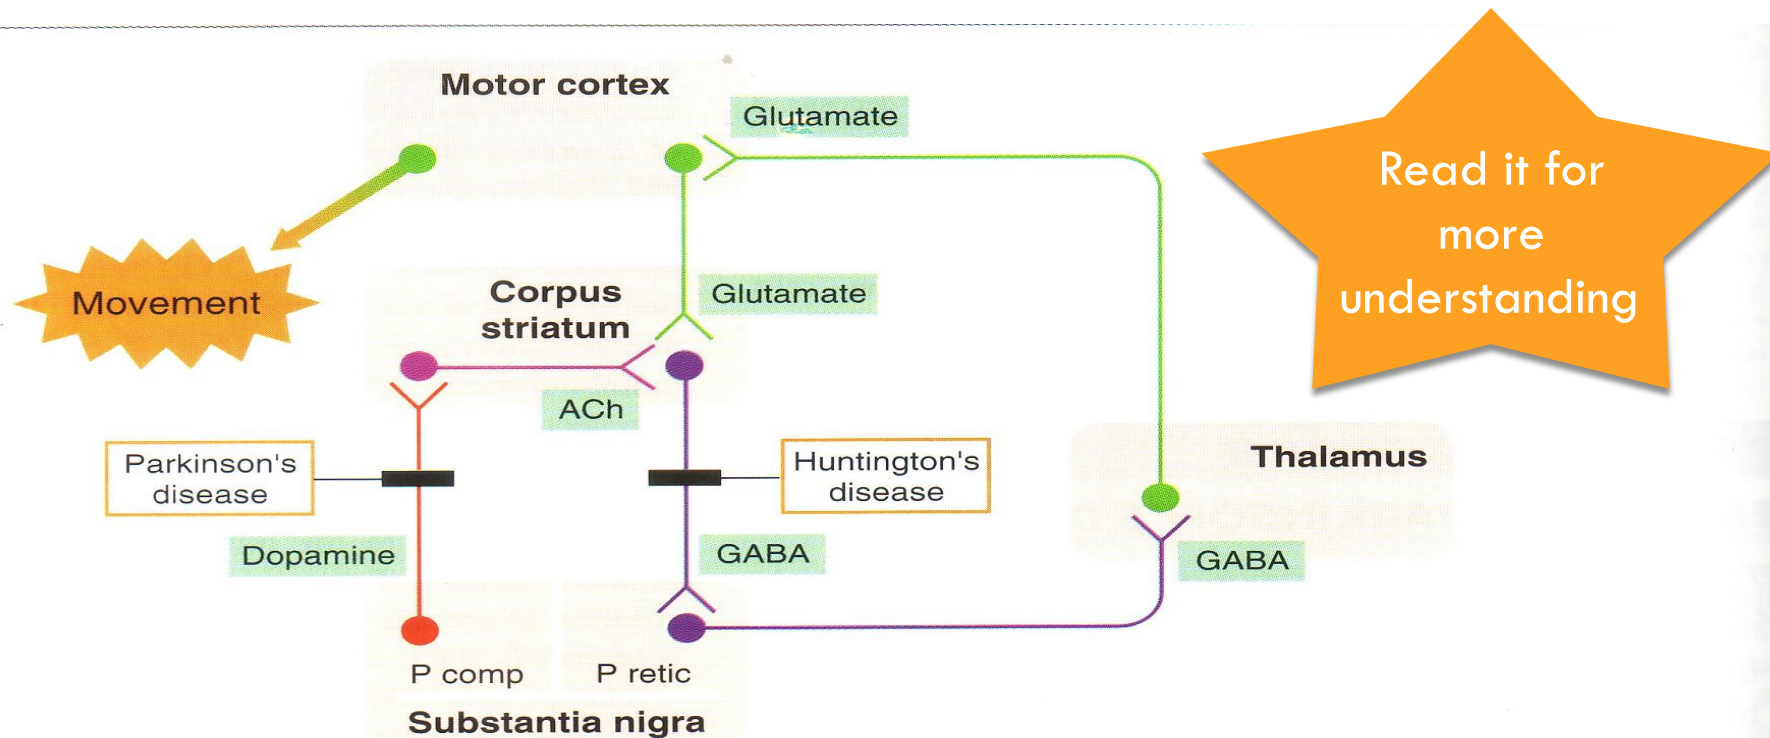 Motor cortex
Glutamate
Read it for
more
understanding
Movement
Corpus
striatum
Glutamate
ACh
Parkinson's
disease
Huntington's
disease
Thalamus
Dopamine
GABA
GABA
P comp
P retic
Substantia nigra